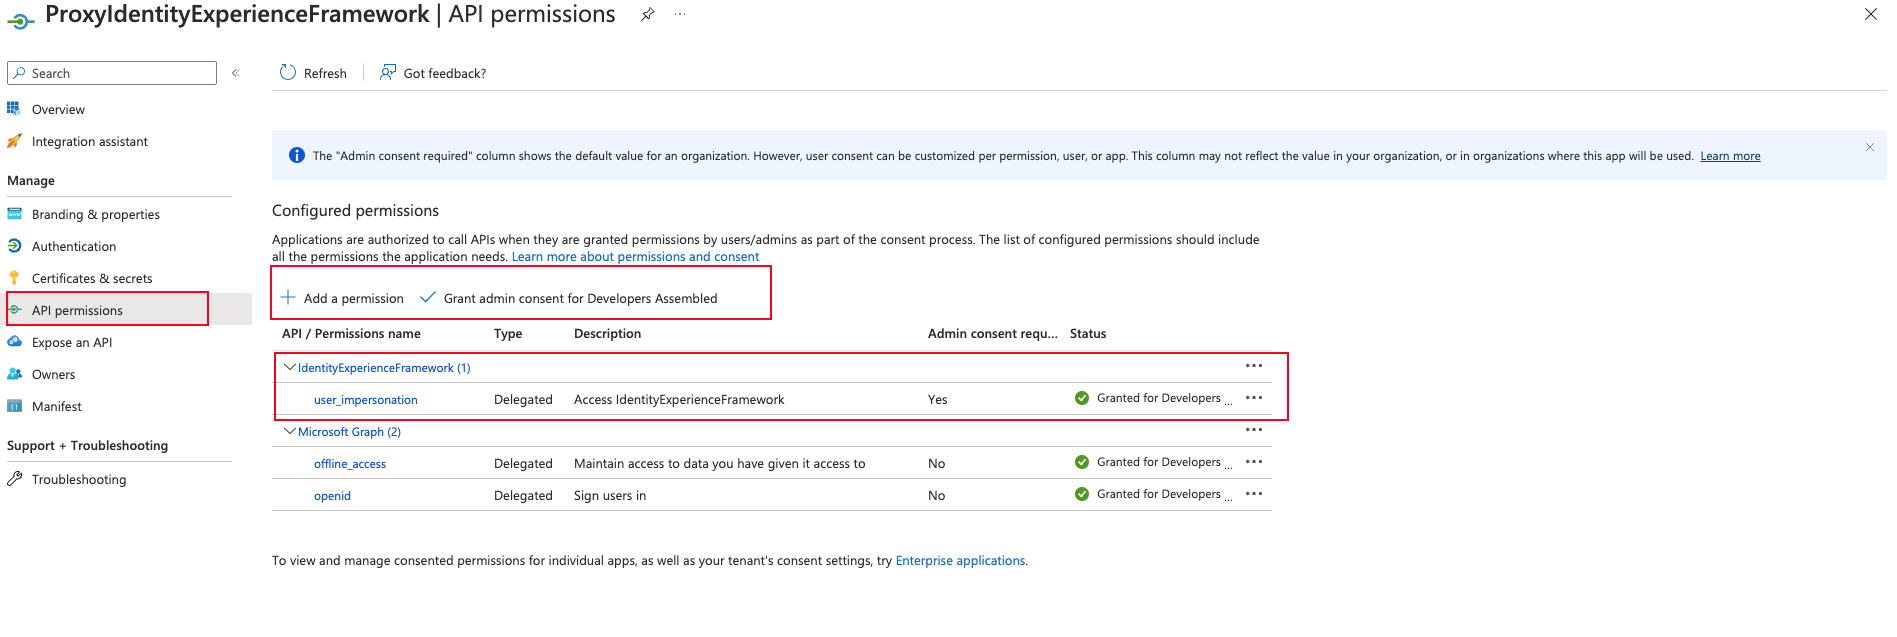 ProxyIdentityExperienceFramework | API permissions
Search
Refresh
Got feedback?
Overview
Integration assistant
Manage
Branding & properties
Authentication
Certificates & secrets
API permissions
Expose an API
Owners
Manifest
Support + Troubleshooting
Troubleshooting
The "Admin consent required" column shows the default value for an organization. However, user consent can be customized per permission, user, or app. This column may not reflect the value in your organization, or in organizations where this app will be used. Learn more
Configured permissions
Applications are authorized to call APIs when they are granted permissions by users/admins as part of the consent process. The list of configured permissions should include
all the permissions the application needs. Learn more about permissions and consent
Add a permission Grant admin consent for Developers Assembled
API / Permissions name Type Description Admin consent requ... Status
IdentityExperienceFramework (1)
user_impersonation Delegated Access IdentityExperienceFramework Yes Granted for Developers ...
Microsoft Graph (2)
offline_access Delegated Maintain access to data you have given it access to No Granted for Developers ...
openid Delegated Sign users in No Granted for Developers ...
To view and manage consented permissions for individual apps, as well as your tenant's consent settings, try Enterprise applications.